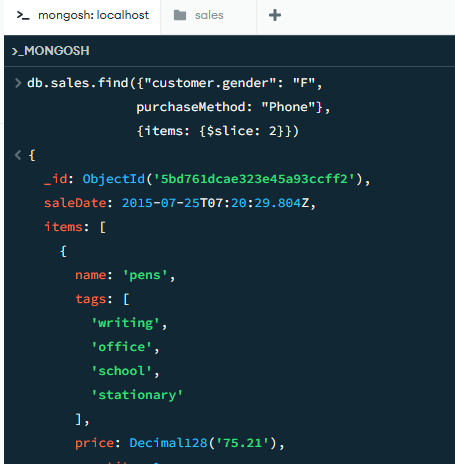 >_ mongosh: localhost sales +
>_MONGOSH
> db.sales.find({"customer.gender": "F",
purchaseMethod: "Phone"},
{items: {$slice: 2}})
< {
_id: ObjectId('5bd761dcae323e45a93ccff2'),
saleDate: 2015-07-25T07:20:29.804Z,
items: [
{
name: 'pens',
tags: [
'writing',
'office',
'school',
'stationary'
],
price: Decimal128('75.21'),